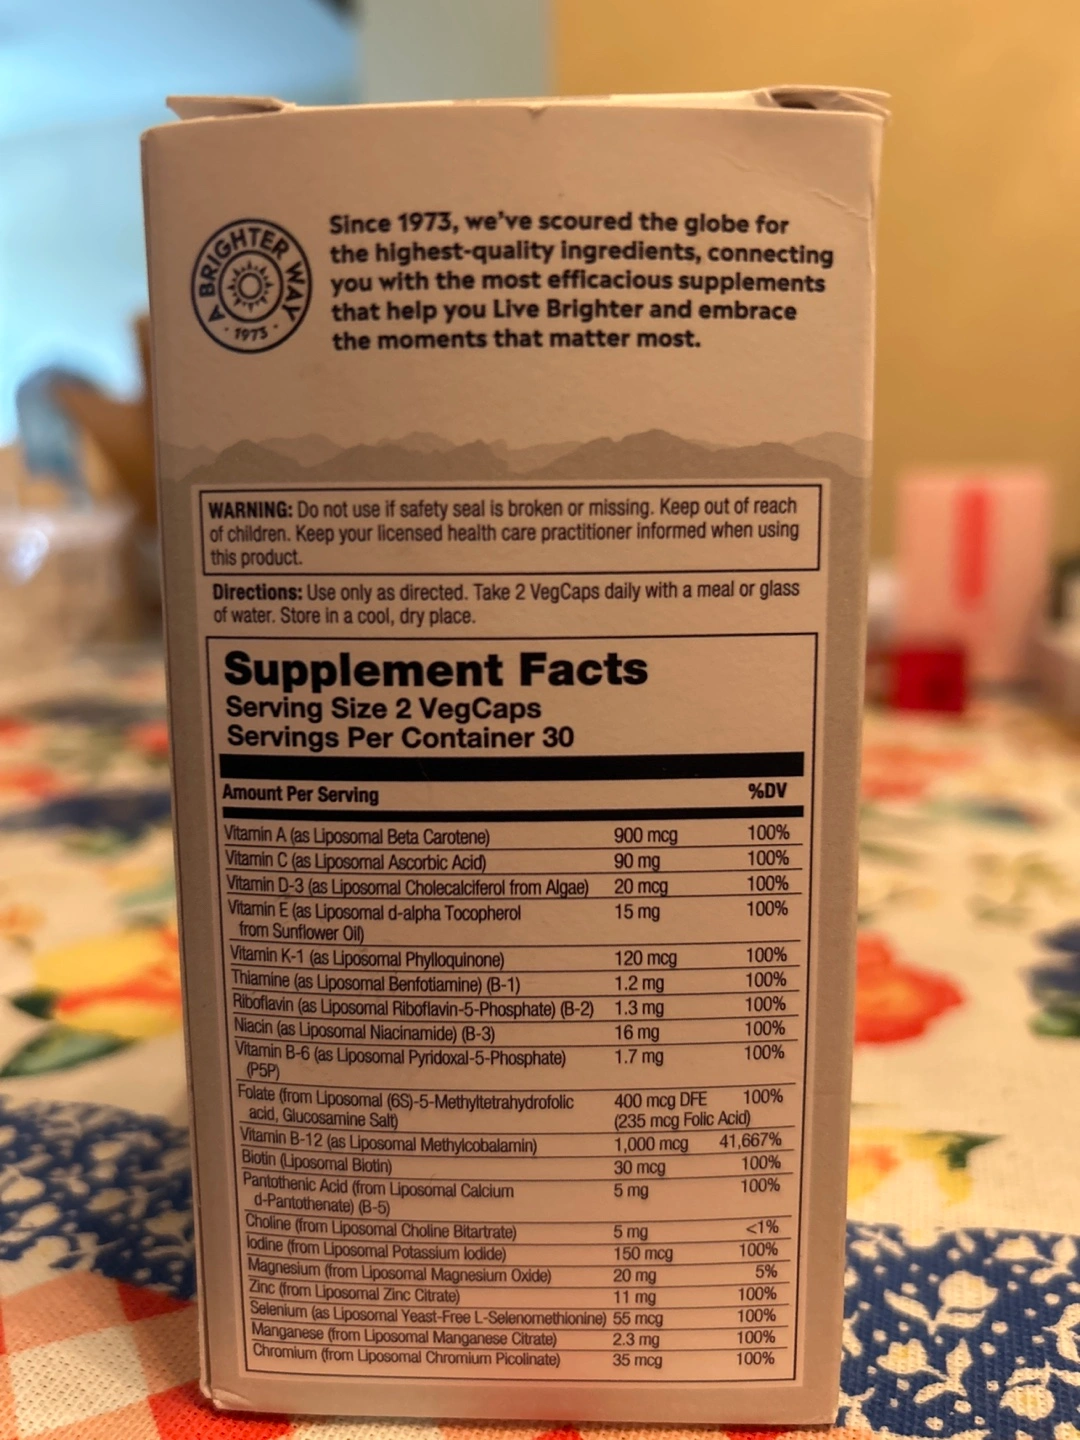 A BRIGHTER WAY
· 1973 ·
Since 1973, we've scoured the globe for
the highest-quality ingredients, connecting
you with the most efficacious supplements
that help you Live Brighter and embrace
the moments that matter most.
WARNING: Do not use if safety seal is broken or missing. Keep out of reach
of children. Keep your licensed health care practitioner informed when using
this product.
Directions: Use only as directed. Take 2 VegCaps daily with a meal or glass
of water. Store in a cool, dry place.
Supplement Facts
Serving Size 2 VegCaps
Servings Per Container 30
Amount Per Serving %DV
Vitamin A (as Liposomal Beta Carotene) 900 mcg 100%
Vitamin C (as Liposomal Ascorbic Acid) 90 mg 100%
Vitamin D-3 (as Liposomal Cholecalciferol from Algae) 20 mcg 100%
Vitamin E (as Liposomal d-alpha Tocopherol 15 mg 100%
from Sunflower Oil)
Vitamin K-1 (as Liposomal Phylloquinone) 120 mcg 100%
Thiamine (as Liposomal Benfotiamine) (B-1) 1.2 mg 100%
Riboflavin (as Liposomal Riboflavin-5-Phosphate) (B-2) 1.3 mg 100%
Niacin (as Liposomal Niacinamide) (B-3) 16 mg 100%
Vitamin B-6 (as Liposomal Pyridoxal-5-Phosphate) 1.7 mg 100%
(P5P)
Folate (from Liposomal (6S)-5-Methyltetrahydrofolic 400 mcg DFE 100%
acid, Glucosamine Salt) (235 mcg Folic Acid)
Vitamin B-12 (as Liposomal Methylcobalamin) 1,000 mcg 41,667%
Biotin (Liposomal Biotin) 30 mcg 100%
Pantothenic Acid (from Liposomal Calcium 5 mg 100%
d-Pantothenate) (B-5)
Choline (from Liposomal Choline Bitartrate) 5 mg <1%
Iodine (from Liposomal Potassium Iodide) 150 mcg 100%
Magnesium (from Liposomal Magnesium Oxide) 20 mg 5%
Zinc (from Liposomal Zinc Citrate) 11 mg 100%
Selenium (as Liposomal Yeast-Free L-Selenomethionine) 55 mcg 100%
Manganese (from Liposomal Manganese Citrate) 2.3 mg 100%
Chromium (from Liposomal Chromium Picolinate) 35 mcg 100%